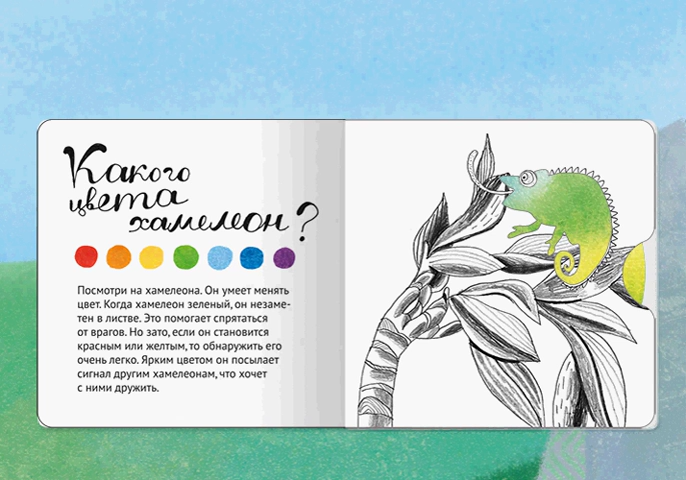 Какого
цвета
хамелеон?
Посмотри на хамелеона. Он умеет менять
цвет. Когда хамелеон зеленый, он незаме-
тен в листве. Это помогает спрятаться
от врагов. Но зато, если он становится
красным или желтым, то обнаружить его
очень легко. Ярким цветом он посылает
сигнал другим хамелеонам, что хочет
с ними дружить.